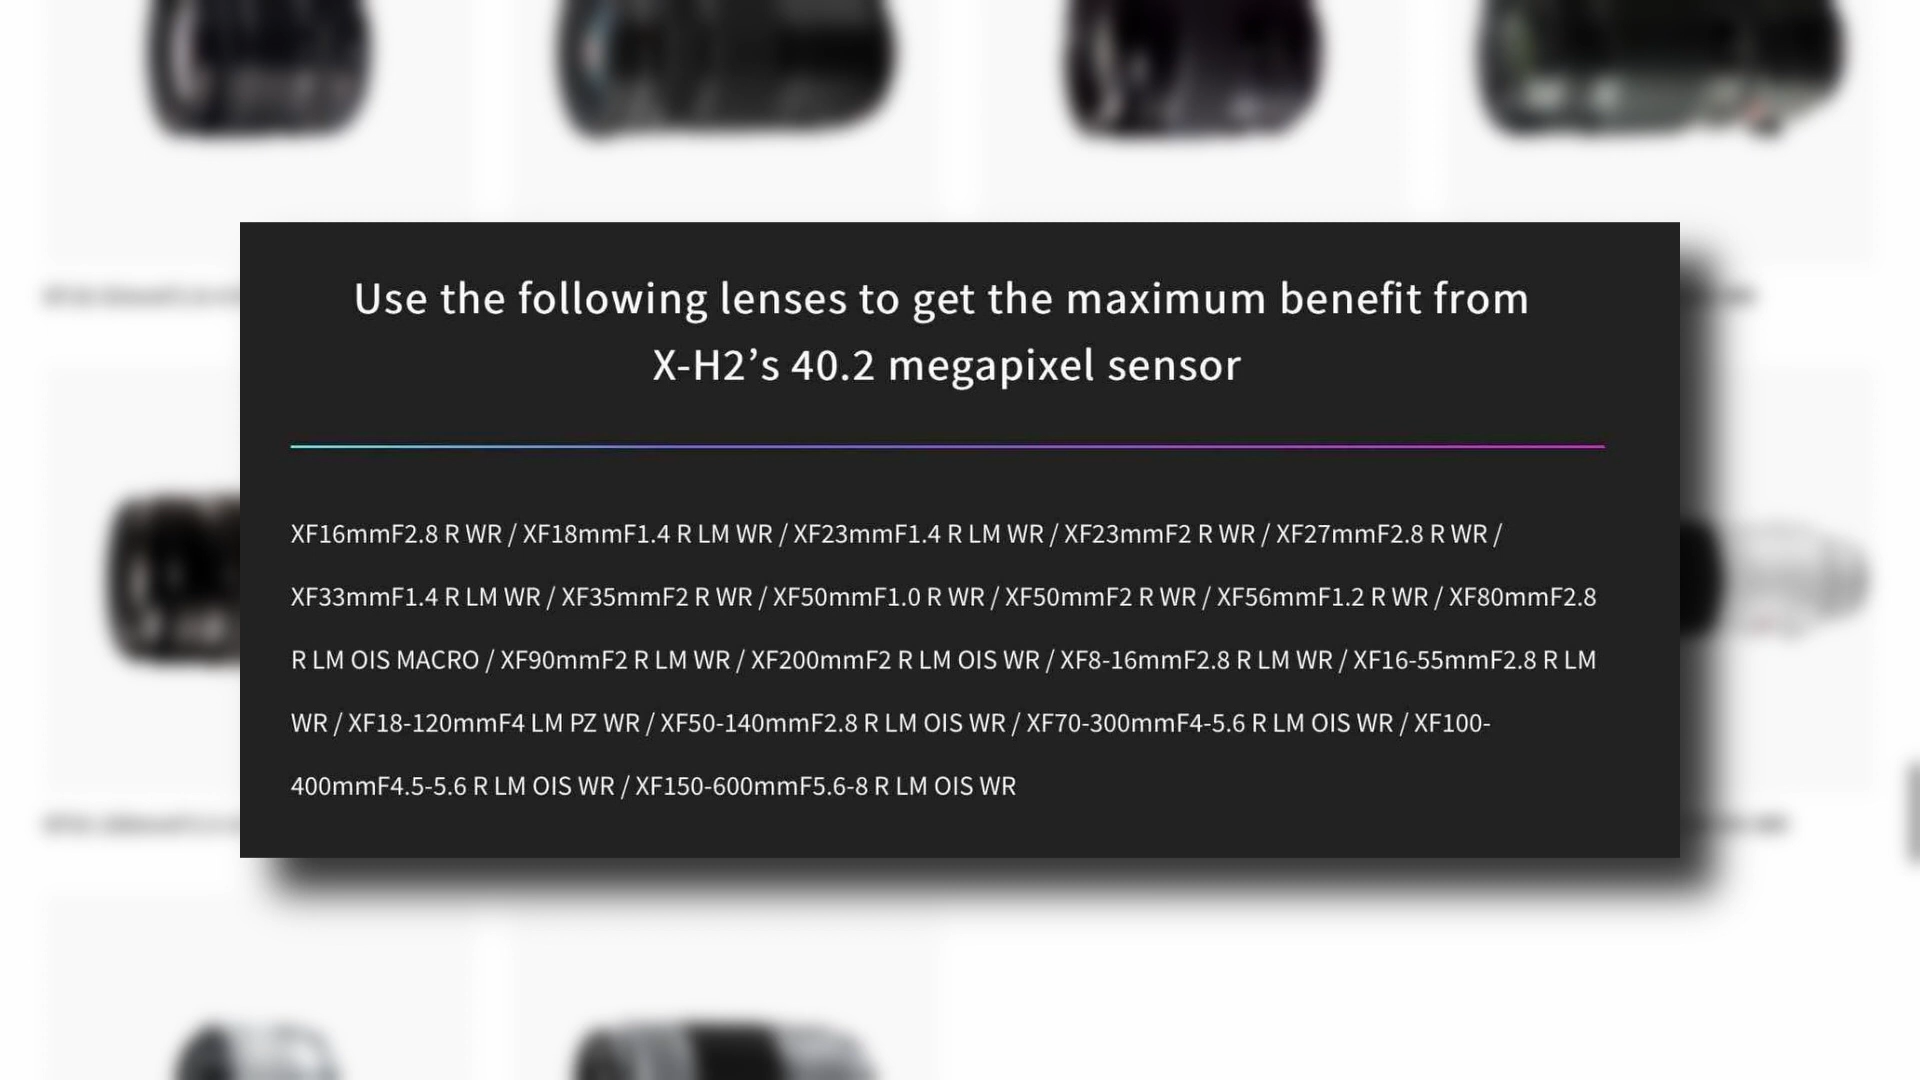 Use the following lenses to get the maximum benefit from
X-H2’s 40.2 megapixel sensor
XF16mmF2.8 R WR / XF18mmF1.4 R LM WR / XF23mmF1.4 R LM WR / XF23mmF2 R WR / XF27mmF2.8 R WR /
XF33mmF1.4 R LM WR / XF35mmF2 R WR / XF50mmF1.0 R WR / XF50mmF2 R WR / XF56mmF1.2 R WR / XF80mmF2.8
R LM OIS MACRO / XF90mmF2 R LM WR / XF200mmF2 R LM OIS WR / XF8-16mmF2.8 R LM WR / XF16-55mmF2.8 R LM
WR / XF18-120mmF4 LM PZ WR / XF50-140mmF2.8 R LM OIS WR / XF70-300mmF4-5.6 R LM OIS WR / XF100-
400mmF4.5-5.6 R LM OIS WR / XF150-600mmF5.6-8 R LM OIS WR